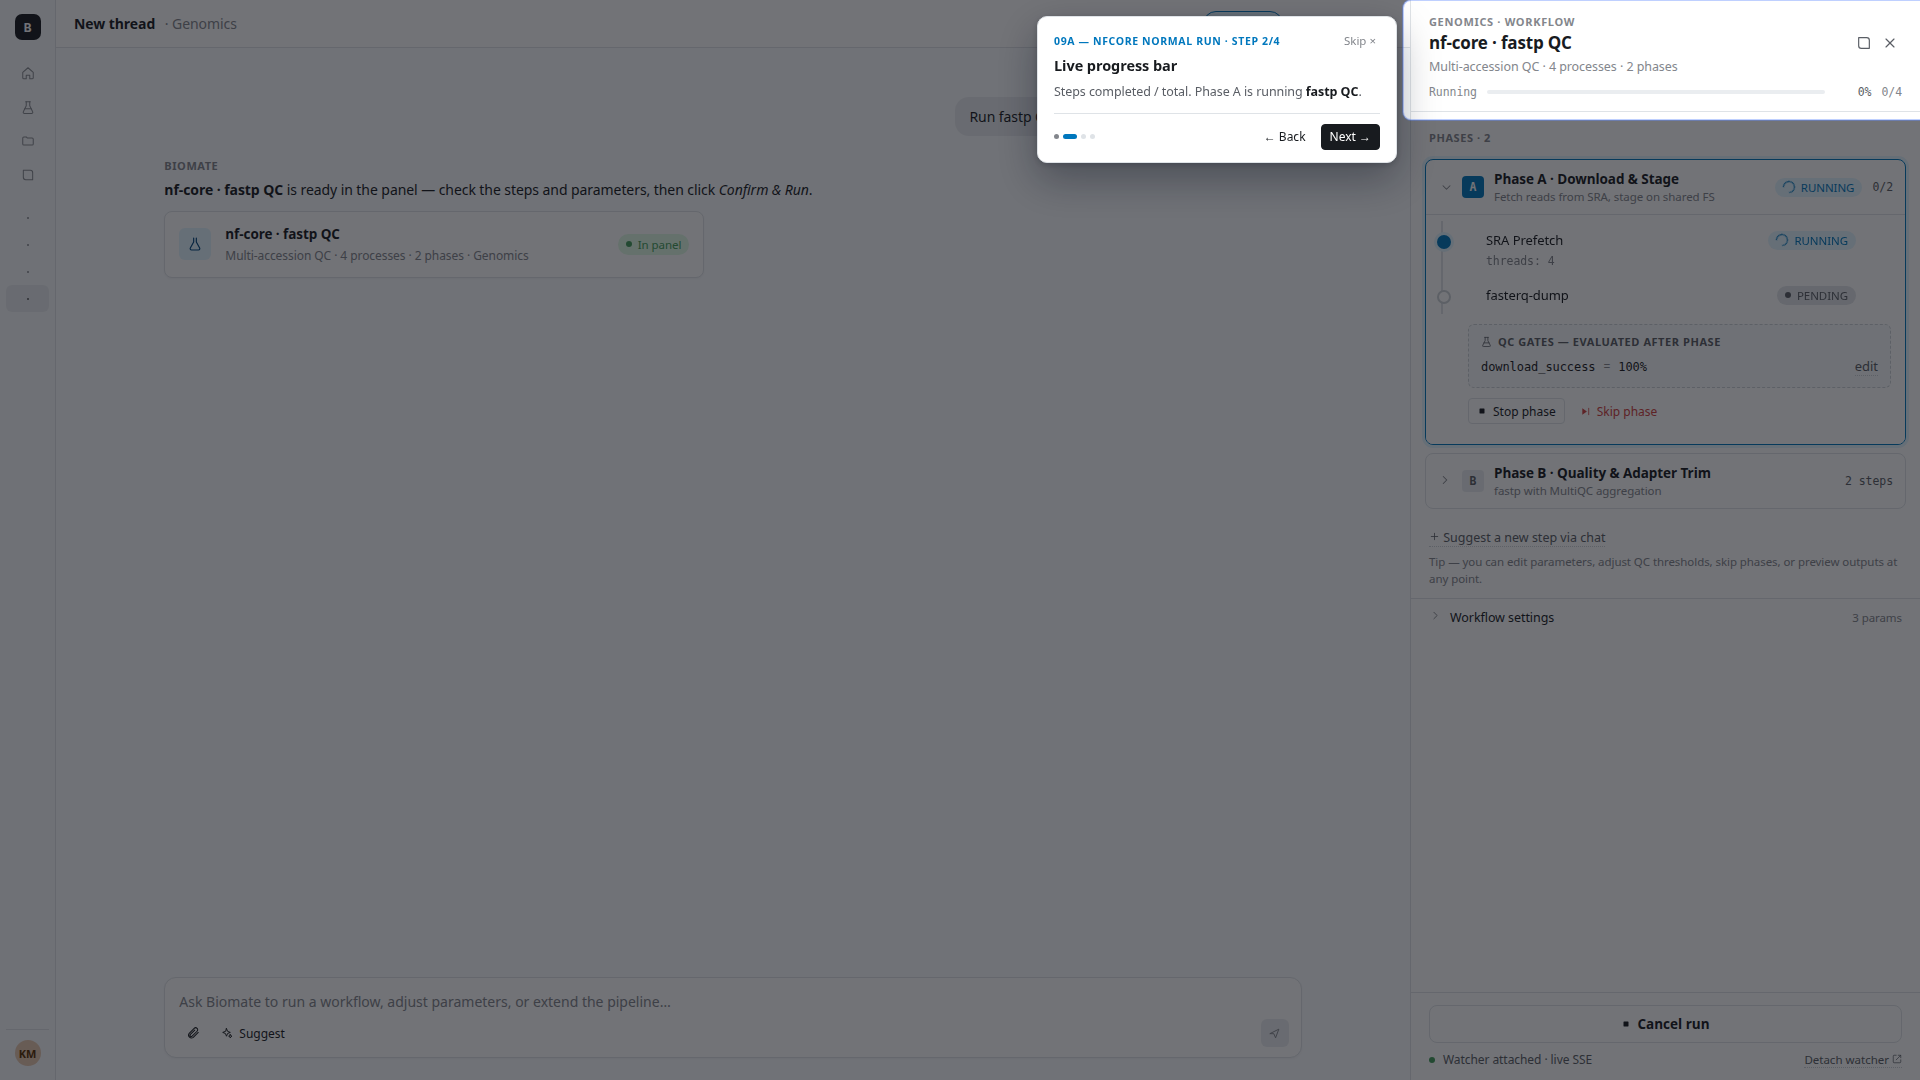 B
New thread · Genomics
Run fastp
BIOMATE
nf-core · fastp QC is ready in the panel — check the steps and parameters, then click Confirm & Run.
nf-core · fastp QC
Multi-accession QC · 4 processes · 2 phases · Genomics
In panel
09A — NFCORE NORMAL RUN · STEP 2/4
Skip ×
Live progress bar
Steps completed / total. Phase A is running fastp QC.
← Back
Next →
GENOMICS · WORKFLOW
nf-core · fastp QC
Multi-accession QC · 4 processes · 2 phases
Running
0% 0/4
PHASES · 2
A
Phase A · Download & Stage
Fetch reads from SRA, stage on shared FS
RUNNING
0/2
SRA Prefetch
threads: 4
RUNNING
fasterq-dump
PENDING
QC GATES — EVALUATED AFTER PHASE
download_success = 100%
edit
Stop phase
Skip phase
B
Phase B · Quality & Adapter Trim
fastp with MultiQC aggregation
2 steps
+ Suggest a new step via chat
Tip — you can edit parameters, adjust QC thresholds, skip phases, or preview outputs at
any point.
Workflow settings
3 params
Ask Biomate to run a workflow, adjust parameters, or extend the pipeline...
Suggest
Cancel run
Watcher attached · live SSE
Detach watcher
KM